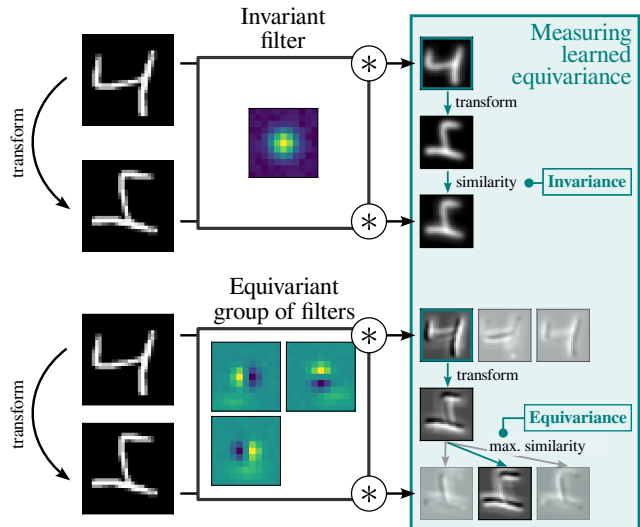 Invariant
filter
Measuring
learned
equivariance
transform
transform
similarity
Invariance
Equivariant
group of filters
transform
transform
Equivariance
max. similarity